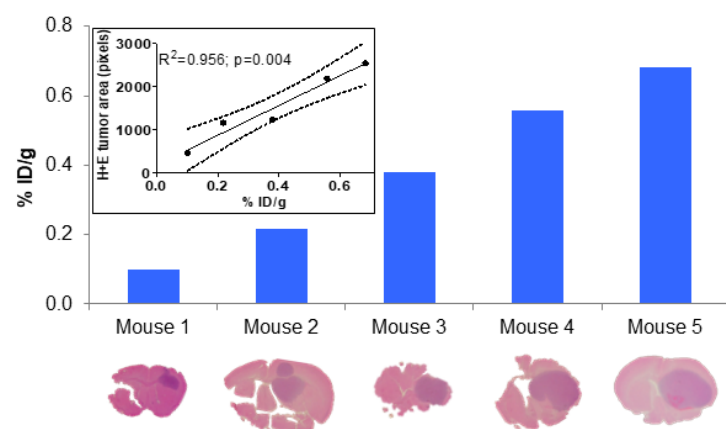 0.8
0.6
0.4
0.2
0.0
% ID/g
Mouse 1 Mouse 2 Mouse 3 Mouse 4 Mouse 5
3000
2000
1000
0
0.0 0.2 0.4 0.6
H+E tumor area (pixels)
% ID/g
R²=0.956; p=0.004